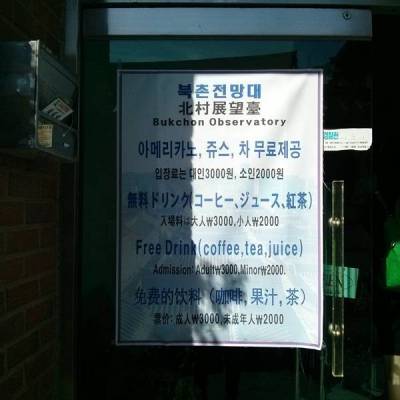 북촌전망대
北村展望臺
Bukchon Observatory
아메리카노, 쥬스, 차 무료제공
입장료는 대인3000원, 소인2000원
無料ドリンク(コーヒー、ジュース、紅茶)
入場料は大人₩3000,小人₩2000
Free Drink(coffee,tea,juice)
Admission: Adult₩3000,Minor₩2000.
免费的饮料（咖啡,果汁,茶）
票价: 成人₩3000,未成年人₩2000